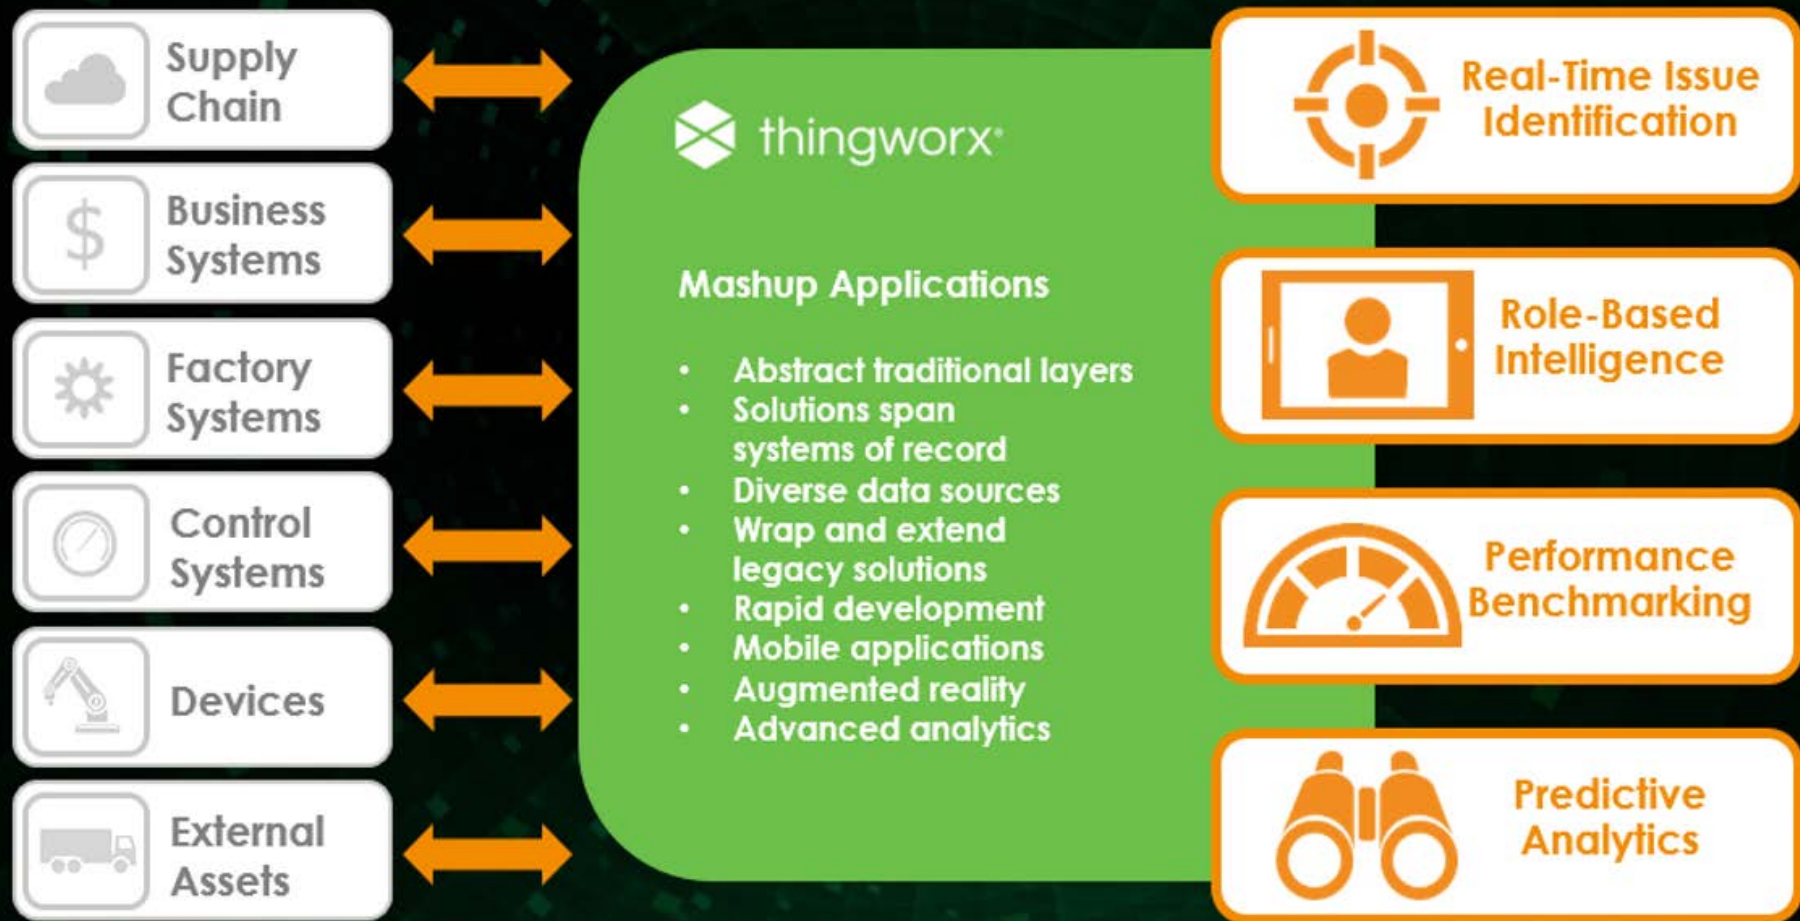 Supply
Chain
Business
Systems
Factory
Systems
Control
Systems
Devices
External
Assets
thingworx®
Mashup Applications
• Abstract traditional layers
• Solutions span
systems of record
• Diverse data sources
• Wrap and extend
legacy solutions
• Rapid development
• Mobile applications
• Augmented reality
• Advanced analytics
Real-Time Issue
Identification
Role-Based
Intelligence
Performance
Benchmarking
Predictive
Analytics